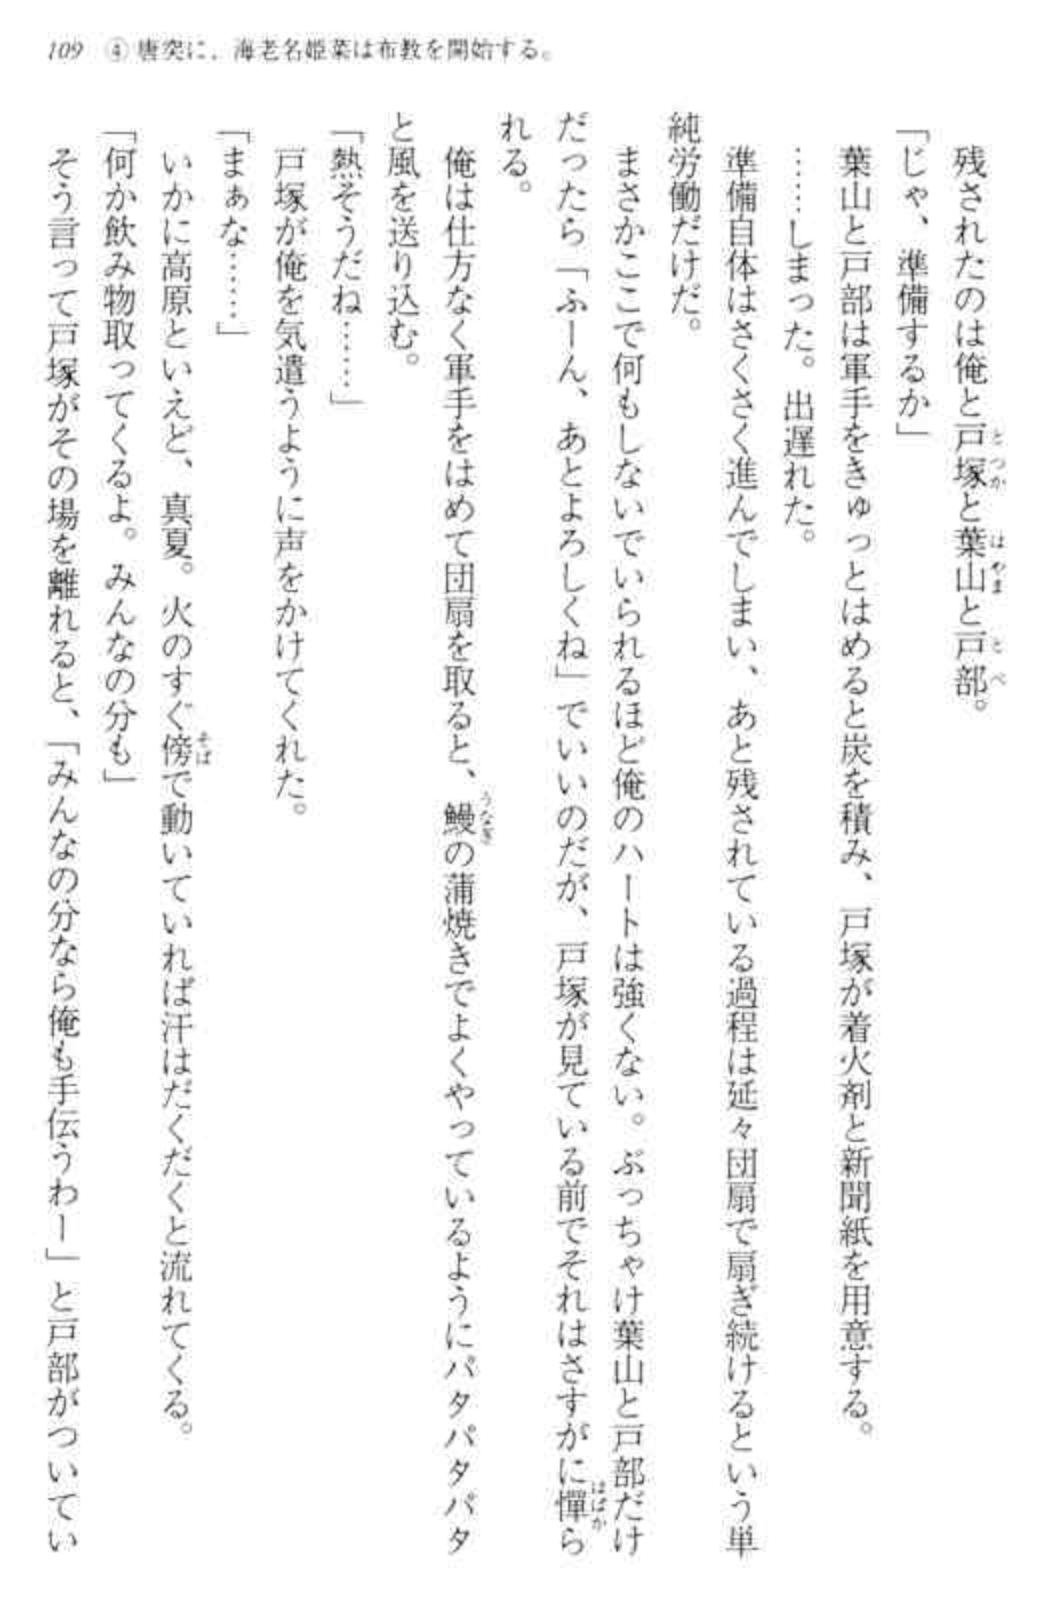 109 ④ 唐突に、海老名姫菜は布教を開始する。
残されたのは俺と戸塚と葉山と戸部。
「じゃ、準備するか」
葉山と戸部は軍手をきゅっとはめると炭を積み、戸塚が着火剤と新聞紙を用意する。
……しまった。出遅れた。
準備自体はさくさく進んでしまい、あと残されている過程は延々団扇で扇ぎ続けるという単
純労働だけだ。
まさかここで何もしないでいられるほど俺のハートは強くない。ぶっちゃけ葉山と戸部だけ
だったら「ふーん、あとよろしくね」でいいのだが、戸塚が見ている前でそれはさすがに憚ら
れる。
俺は仕方なく軍手をはめて団扇を取ると、鰻の蒲焼きでよくやっているようにパタパタパタ
と風を送り込む。
「熱そうだね……」
戸塚が俺を気遣うように声をかけてくれた。
「まぁな……」
いかに高原といえど、真夏。火のすぐ傍で動いていれば汗はだくだくと流れてくる。
「何か飲み物取ってくるよ。みんなの分も」
そう言って戸塚がその場を離れると、「みんなの分なら俺も手伝うわー」と戸部がついてい